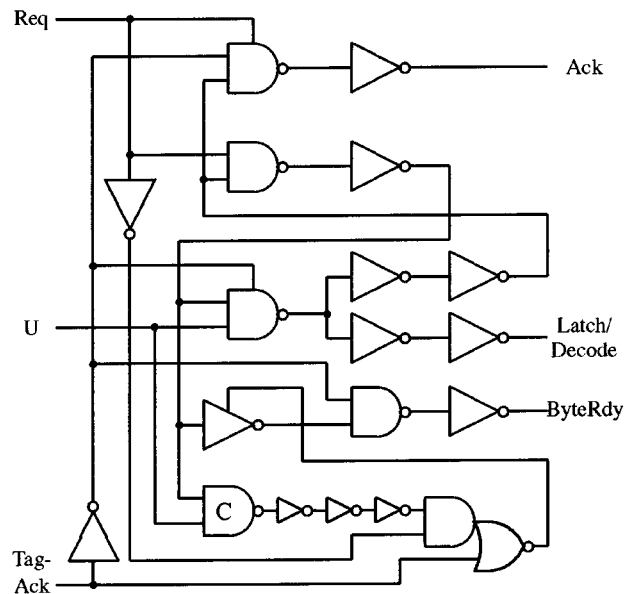 Req
Ack
U
Latch/
Decode
ByteRdy
C
Tag-
Ack